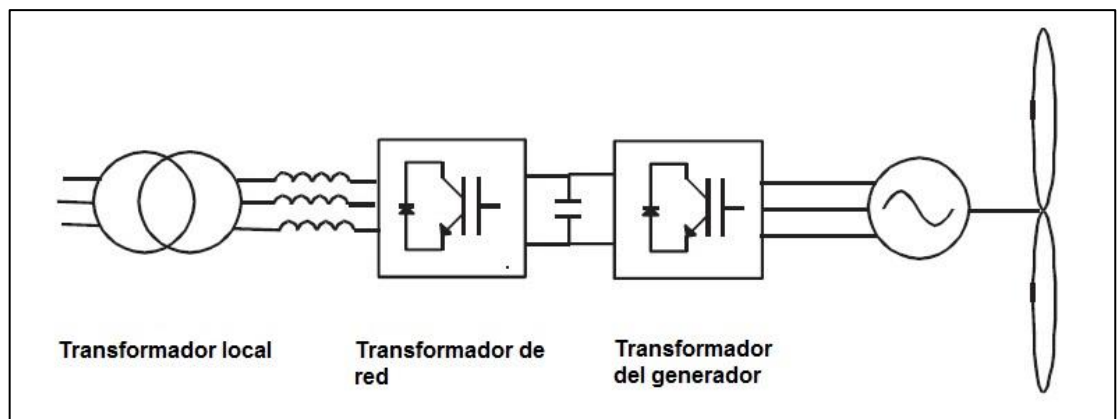 Transformador local
Transformador de
red
Transformador
del generador